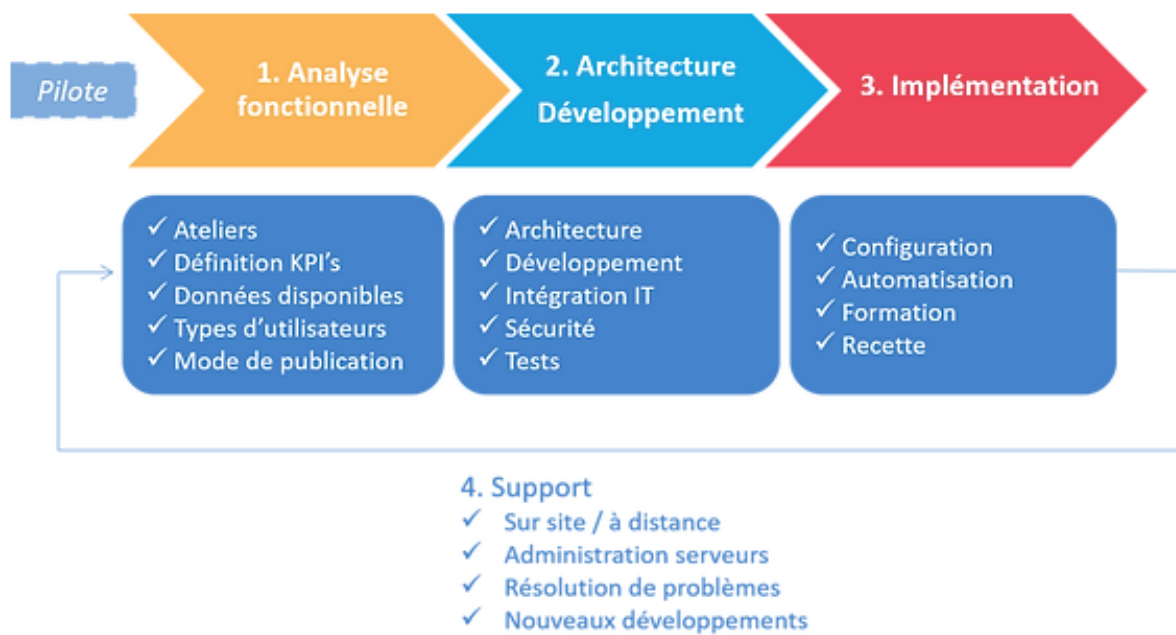 Pilote
1. Analyse
fonctionnelle
2. Architecture
Développement
3. Implémentation
✓ Ateliers
✓ Définition KPI’s
✓ Données disponibles
✓ Types d’utilisateurs
✓ Mode de publication
✓ Architecture
✓ Développement
✓ Intégration IT
✓ Sécurité
✓ Tests
✓ Configuration
✓ Automatisation
✓ Formation
✓ Recette
4. Support
✓ Sur site / à distance
✓ Administration serveurs
✓ Résolution de problèmes
✓ Nouveaux développements